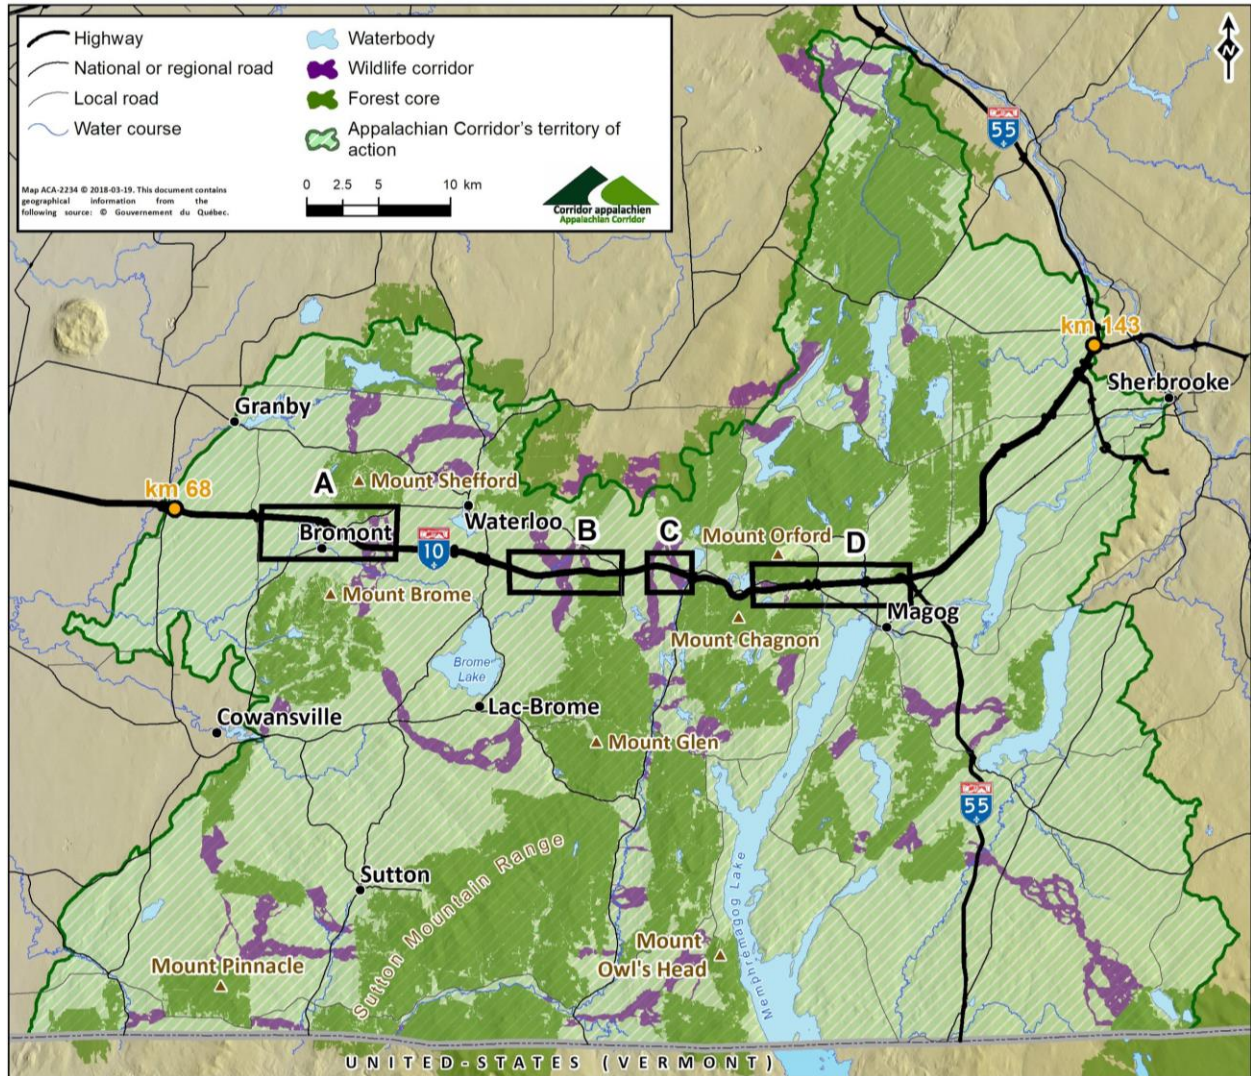 Highway
National or regional road
Local road
Water course
Waterbody
Wildlife corridor
Forest core
Appalachian Corridor's territory of
action
Map ACA-2234 © 2018-03-19. This document contains
geographical information from the
following source: © Gouvernement du Québec.
0 2.5 5 10 km
Corridor appalachien
Appalachian Corridor
N
55
km 143
Sherbrooke
Granby
km 68
A
Mount Shefford
Waterloo
Bromont
10
B
C
Mount Orford
D
Mount Brome
Magog
Mount Chagnon
Brome
Lake
Lac-Brome
Cowansville
Mount Glen
55
Sutton Mountain Range
Sutton
Memphremagog Lake
Mount
Owl's Head
Mount Pinnacle
UNITED-STATES (VERMONT)